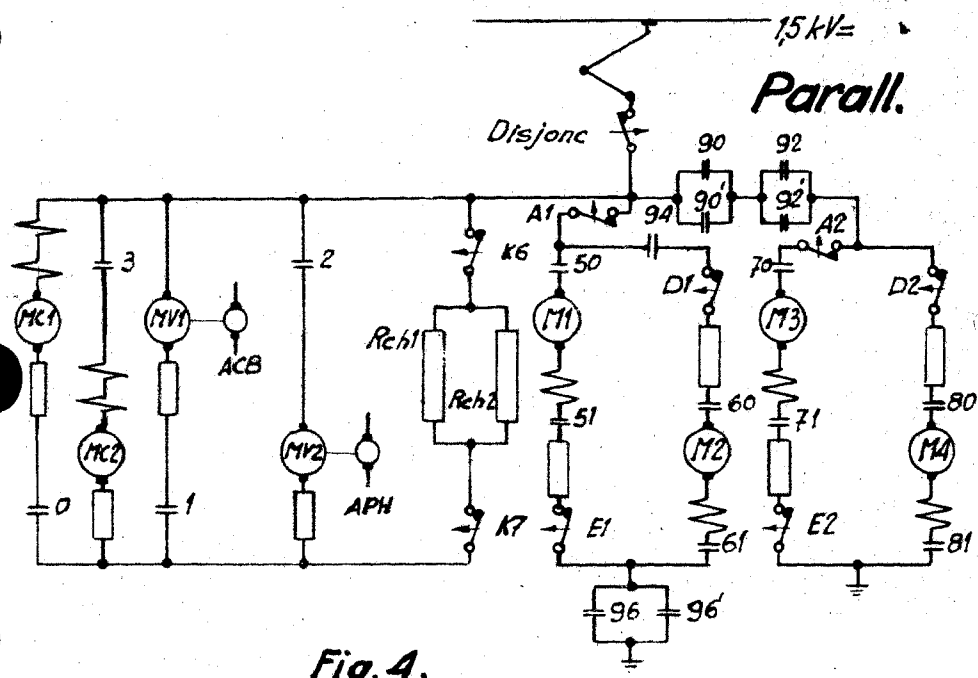 1,5 kV=
Parall.
Disjonc
90
92
90'
92'
A1
94
A2
3
2
K6
50
D1
70
D2
MC1
MV1
M1
M3
ACB
Rch1
Rch2
51
60
71
80
MC2
MV2
M2
M4
0
1
APH
K7
E1
61
E2
81
96
96'
Fig. 4.